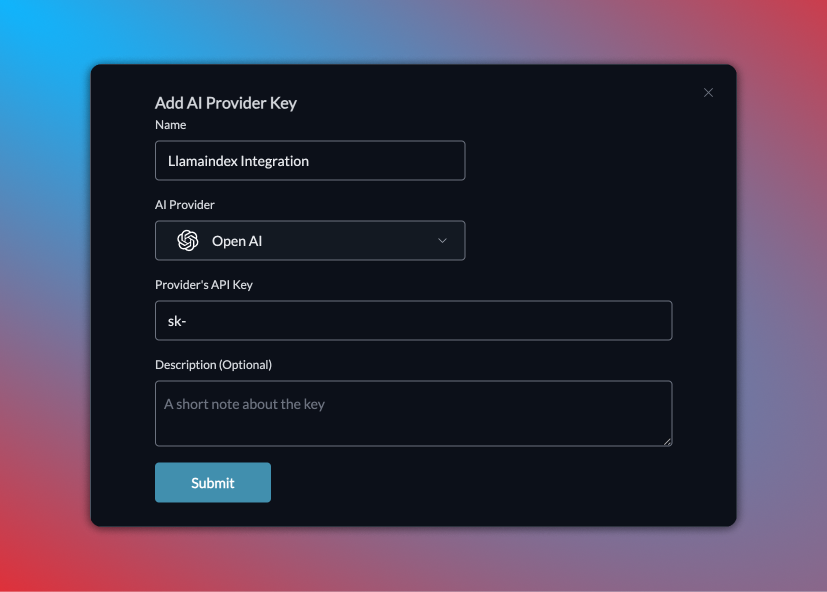 Add AI Provider Key
Name
Llamaindex Integration
AI Provider
Open AI
Provider's API Key
sk-
Description (Optional)
A short note about the key
Submit